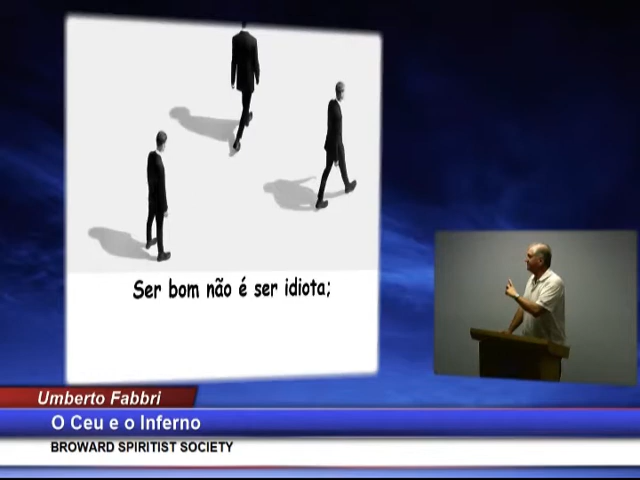 Ser bom não é ser idiota;
Umberto Fabbri
O Ceu e o Inferno
BROWARD SPIRITIST SOCIETY